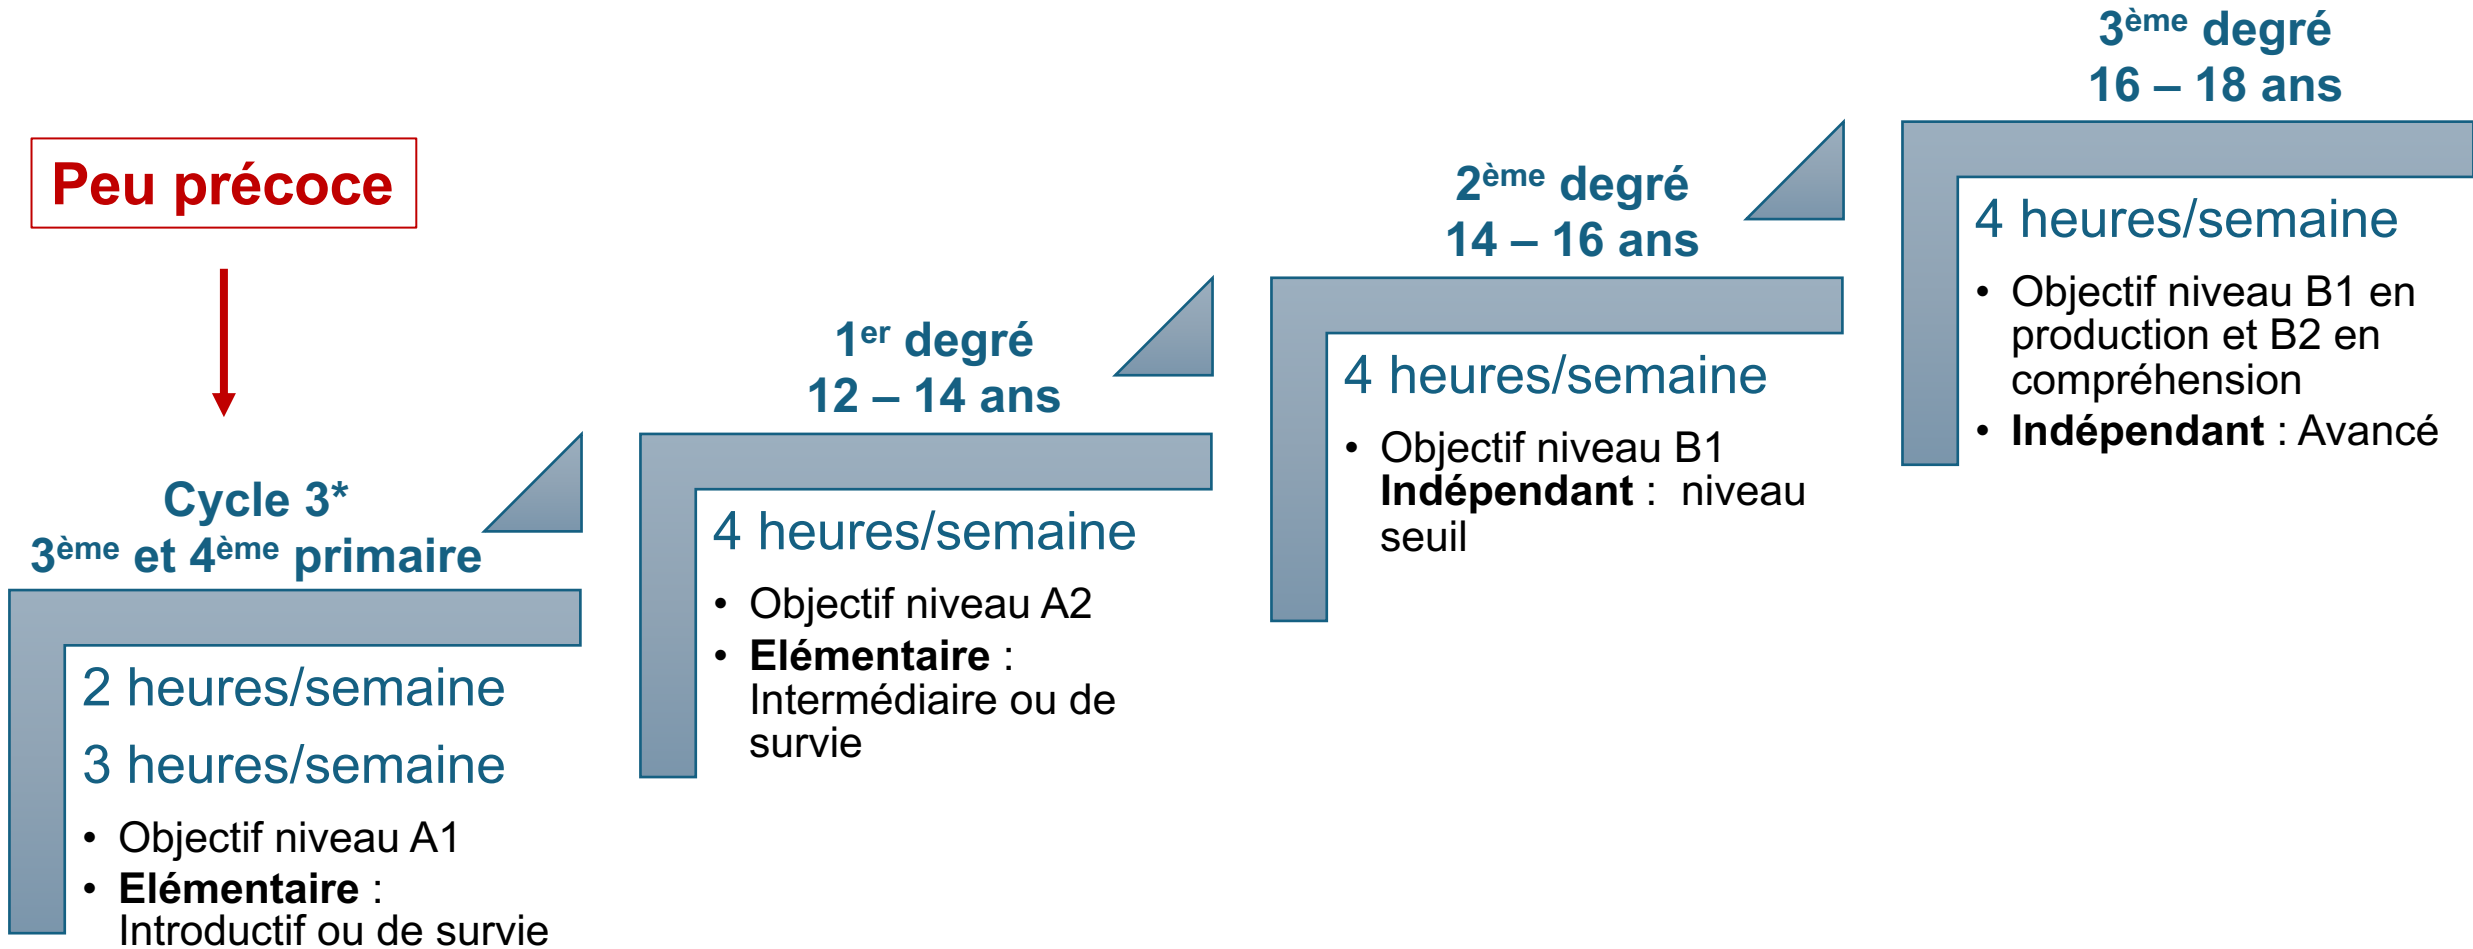 Peu précoce
Cycle 3*
3ème et 4ème primaire
2 heures/semaine
3 heures/semaine
• Objectif niveau A1
• Elémentaire :
Introductif ou de survie
1er degré
12 – 14 ans
4 heures/semaine
• Objectif niveau A2
• Elémentaire :
Intermédiaire ou de
survie
2ème degré
14 – 16 ans
4 heures/semaine
• Objectif niveau B1
Indépendant : niveau
seuil
3ème degré
16 – 18 ans
4 heures/semaine
• Objectif niveau B1 en
production et B2 en
compréhension
• Indépendant : Avancé